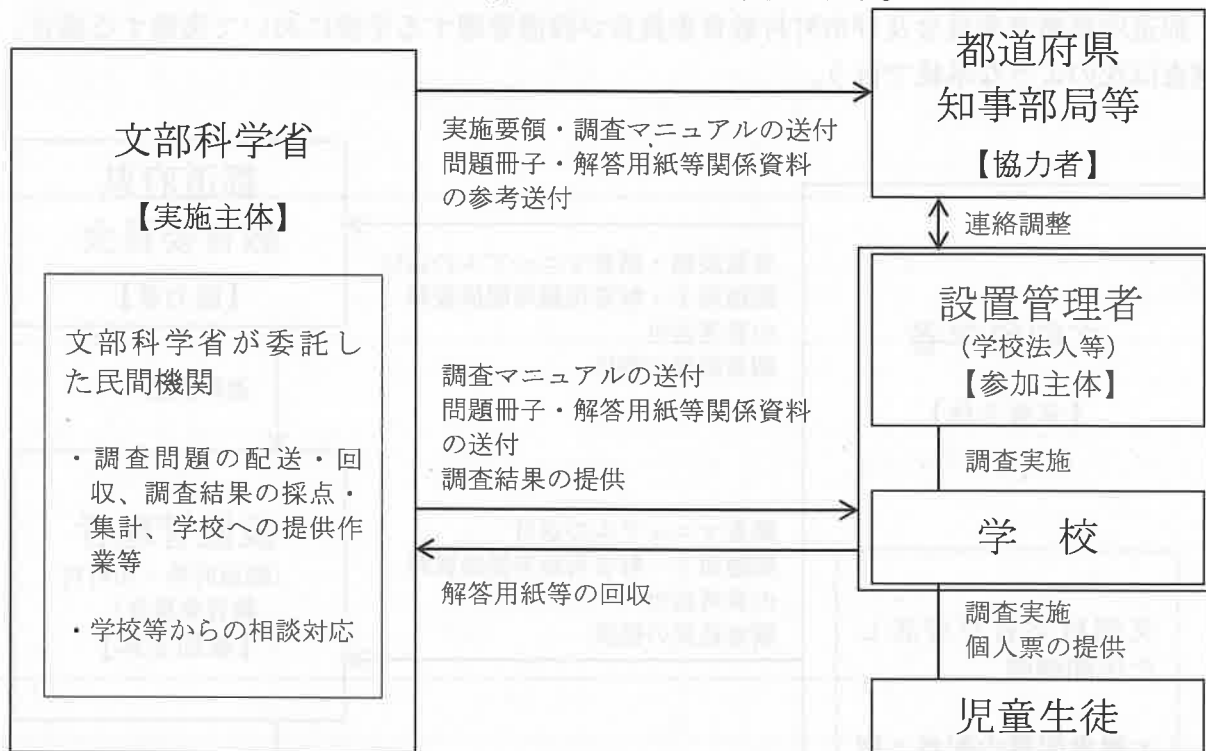 文部科学省
【実施主体】
文部科学省が委託し
た民間機関
・調査問題の配送・回
収、調査結果の採点・
集計、学校への提供作
業等
・学校等からの相談対応
実施要領・調査マニュアルの送付
問題冊子・解答用紙等関係資料
の参考送付
調査マニュアルの送付
問題冊子・解答用紙等関係資料
の送付
調査結果の提供
解答用紙等の回収
都道府県
知事部局等
【協力者】
連絡調整
設置管理者
(学校法人等)
【参加主体】
調査実施
学 校
調査実施
個人票の提供
児童生徒